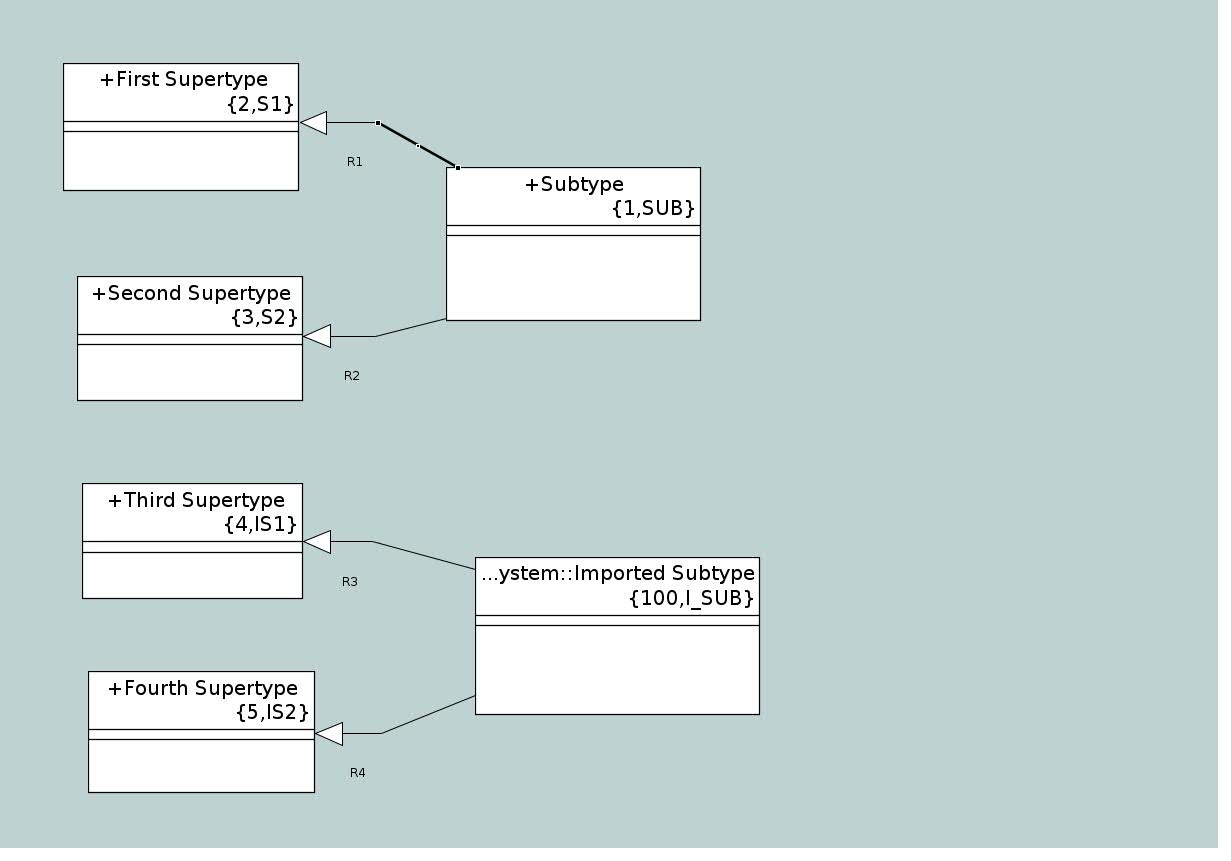 +First Supertype
{2,S1}
R1
+Subtype
{1,SUB}
+Second Supertype
{3,S2}
R2
+Third Supertype
{4,IS1}
R3
...ystem::Imported Subtype
{100,I_SUB}
+Fourth Supertype
{5,IS2}
R4